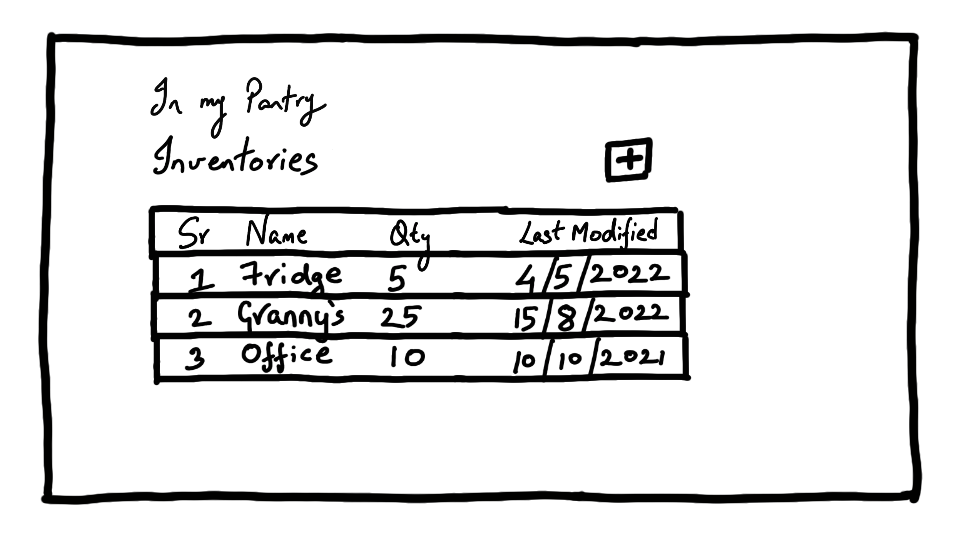 In my Pantry
Inventories +
Sr Name Qty Last Modified
1 Fridge 5 4/5/2022
2 Granny's 25 15/8/2022
3 Office 10 10/10/2021